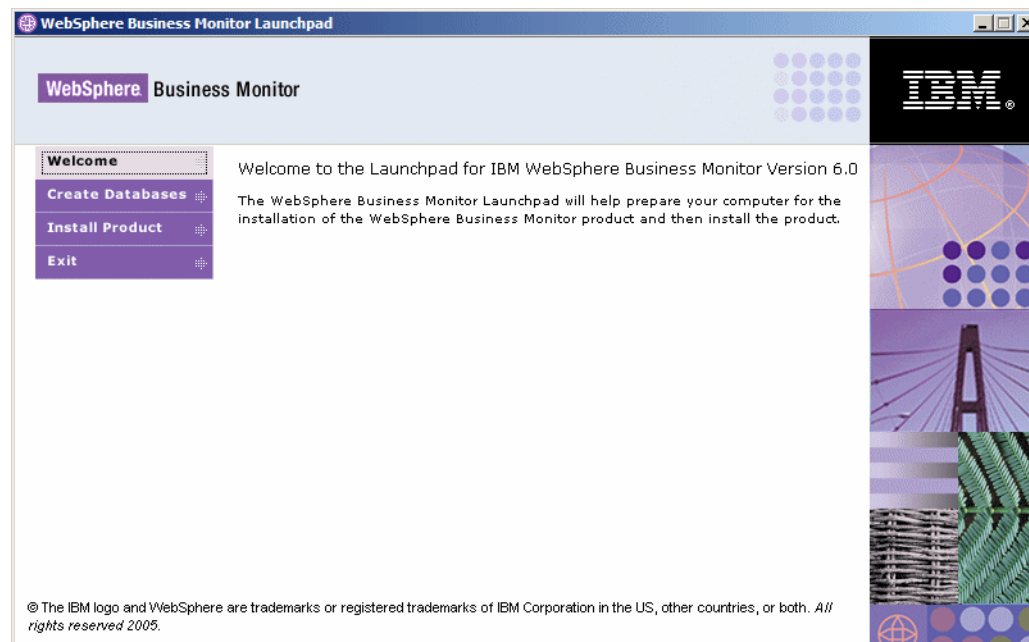 WebSphere Business Monitor Launchpad
WebSphere Business Monitor
IBM®
Welcome
Create Databases
Install Product
Exit
Welcome to the Launchpad for IBM WebSphere Business Monitor Version 6.0
The WebSphere Business Monitor Launchpad will help prepare your computer for the
installation of the WebSphere Business Monitor product and then install the product.
© The IBM logo and WebSphere are trademarks or registered trademarks of IBM Corporation in the US, other countries, or both. All
rights reserved 2005.